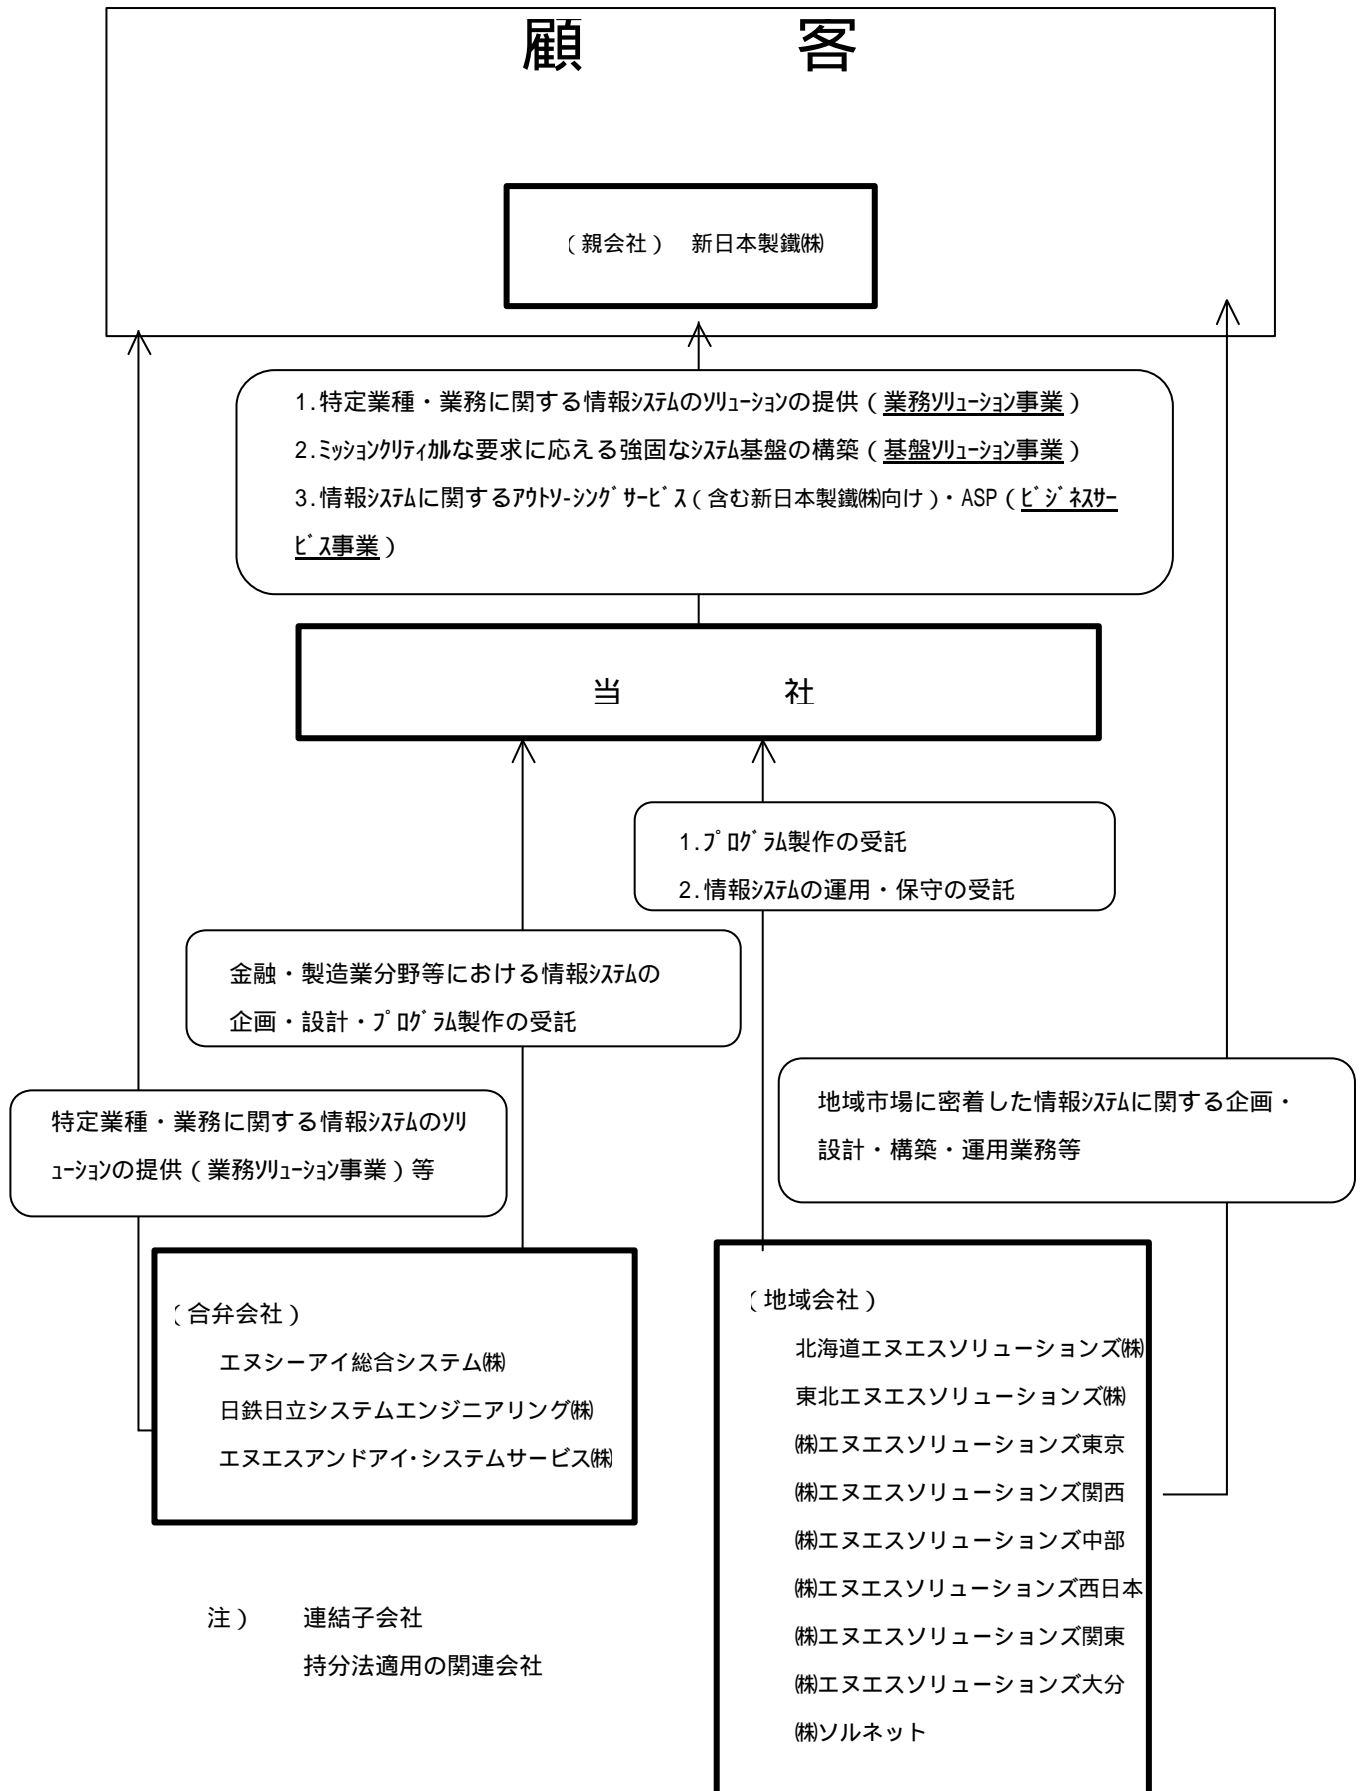 顧　客
(親会社)　新日本製鐵㈱
1.特定業種・業務に関する情報ｼｽﾃﾑのｿﾘｭｰｼｮﾝの提供(業務ｿﾘｭｰｼｮﾝ事業)
2.ﾐｯｼｮﾝｸﾘﾃｨｶﾙな要求に応える強固なｼｽﾃﾑ基盤の構築(基盤ｿﾘｭｰｼｮﾝ事業)
3.情報ｼｽﾃﾑに関するｱｳﾄｿ-ｼﾝｸﾞｻｰﾋﾞｽ(含む新日本製鐵㈱向け)・ASP(ﾋﾞｼﾞﾈｽｻｰ
ﾋﾞｽ事業)
当　社
1.ﾌﾟﾛｸﾞﾗﾑ製作の受託
2.情報ｼｽﾃﾑの運用・保守の受託
金融・製造業分野等における情報ｼｽﾃﾑの
企画・設計・ﾌﾟﾛｸﾞﾗﾑ製作の受託
特定業種・業務に関する情報ｼｽﾃﾑのｿﾘ
ｭｰｼｮﾝの提供(業務ｿﾘｭｰｼｮﾝ事業)等
地域市場に密着した情報ｼｽﾃﾑに関する企画・
設計・構築・運用業務等
(合弁会社)
エヌシーアイ総合システム㈱
日鉄日立システムエンジニアリング㈱
エヌエスアンドアイ･システムサービス㈱
(地域会社)
北海道エヌエスソリューションズ㈱
東北エヌエスソリューションズ㈱
㈱エヌエスソリューションズ東京
㈱エヌエスソリューションズ関西
㈱エヌエスソリューションズ中部
㈱エヌエスソリューションズ西日本
㈱エヌエスソリューションズ関東
㈱エヌエスソリューションズ大分
㈱ソルネット
注)　連結子会社
持分法適用の関連会社